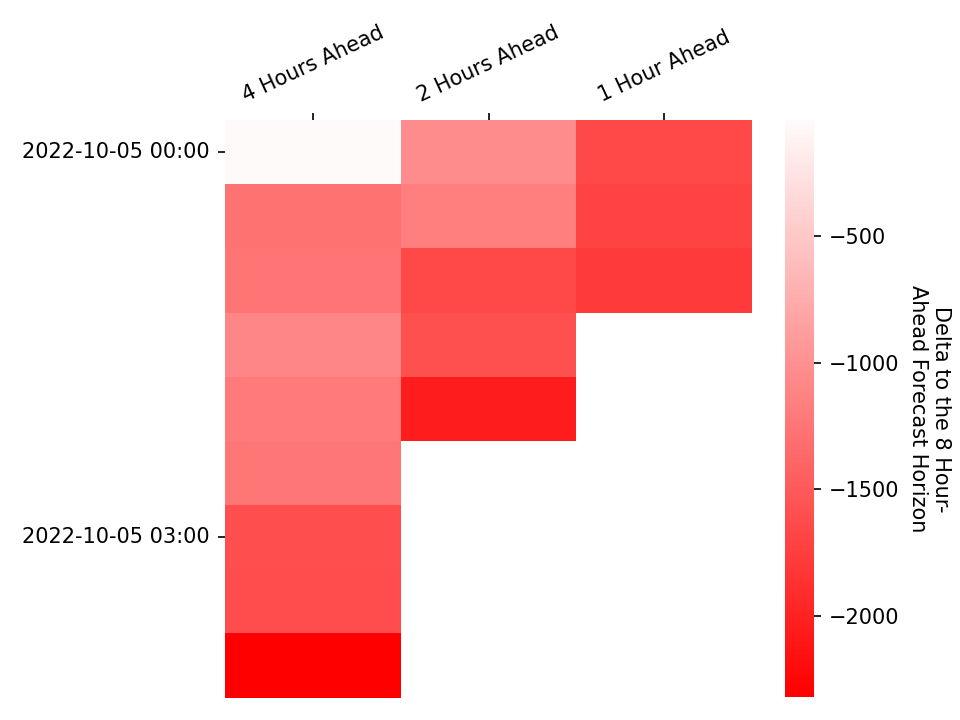 4 Hours Ahead
2 Hours Ahead
1 Hour Ahead
2022-10-05 00:00
2022-10-05 03:00
−500
−1000
−1500
−2000
Delta to the 8 Hour-
Ahead Forecast Horizon